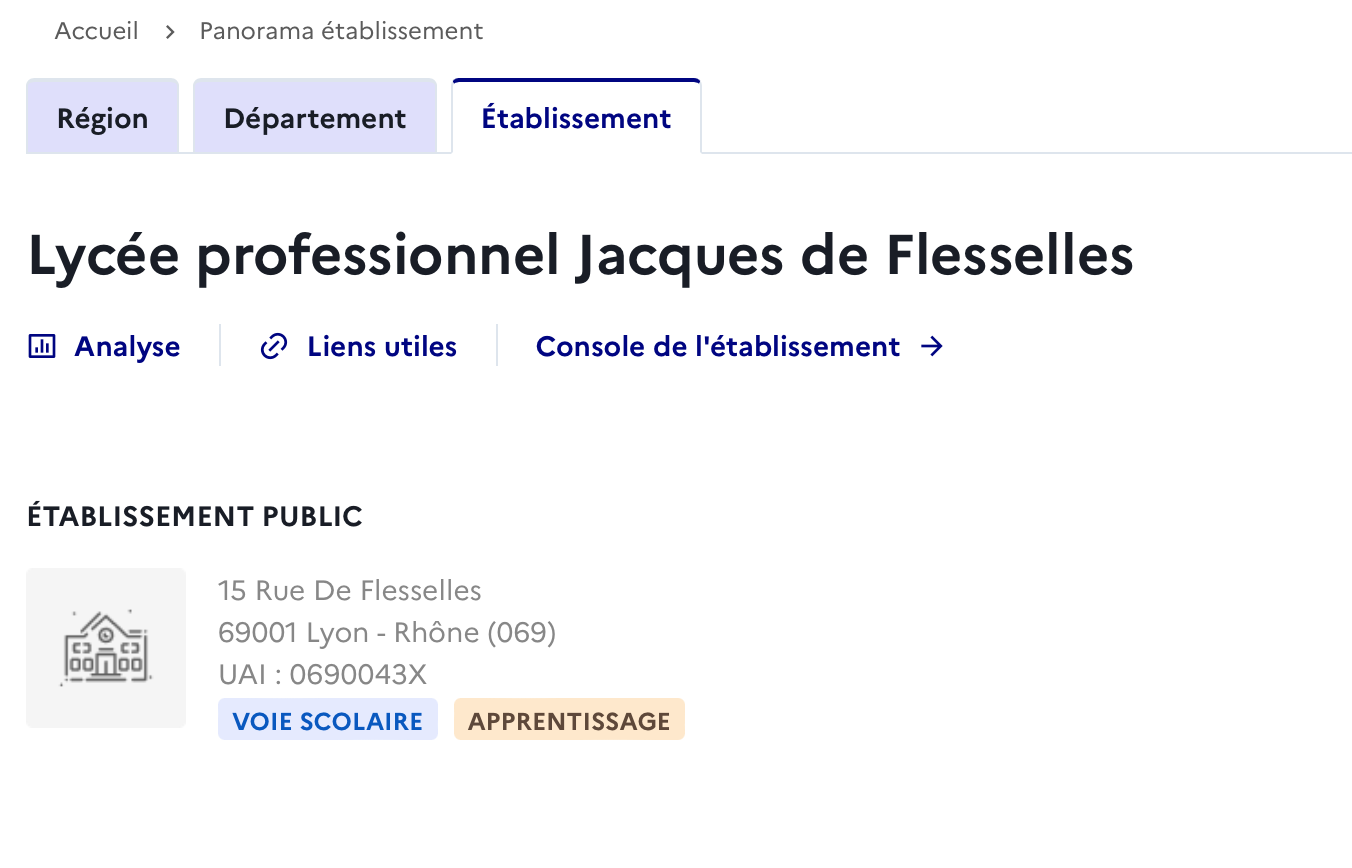 Accueil > Panorama établissement
Région Département Établissement
Lycée professionnel Jacques de Flesselles
Analyse Liens utiles Console de l'établissement →
ÉTABLISSEMENT PUBLIC
15 Rue De Flesselles
69001 Lyon - Rhône (069)
UAI : 0690043X
VOIE SCOLAIRE APPRENTISSAGE